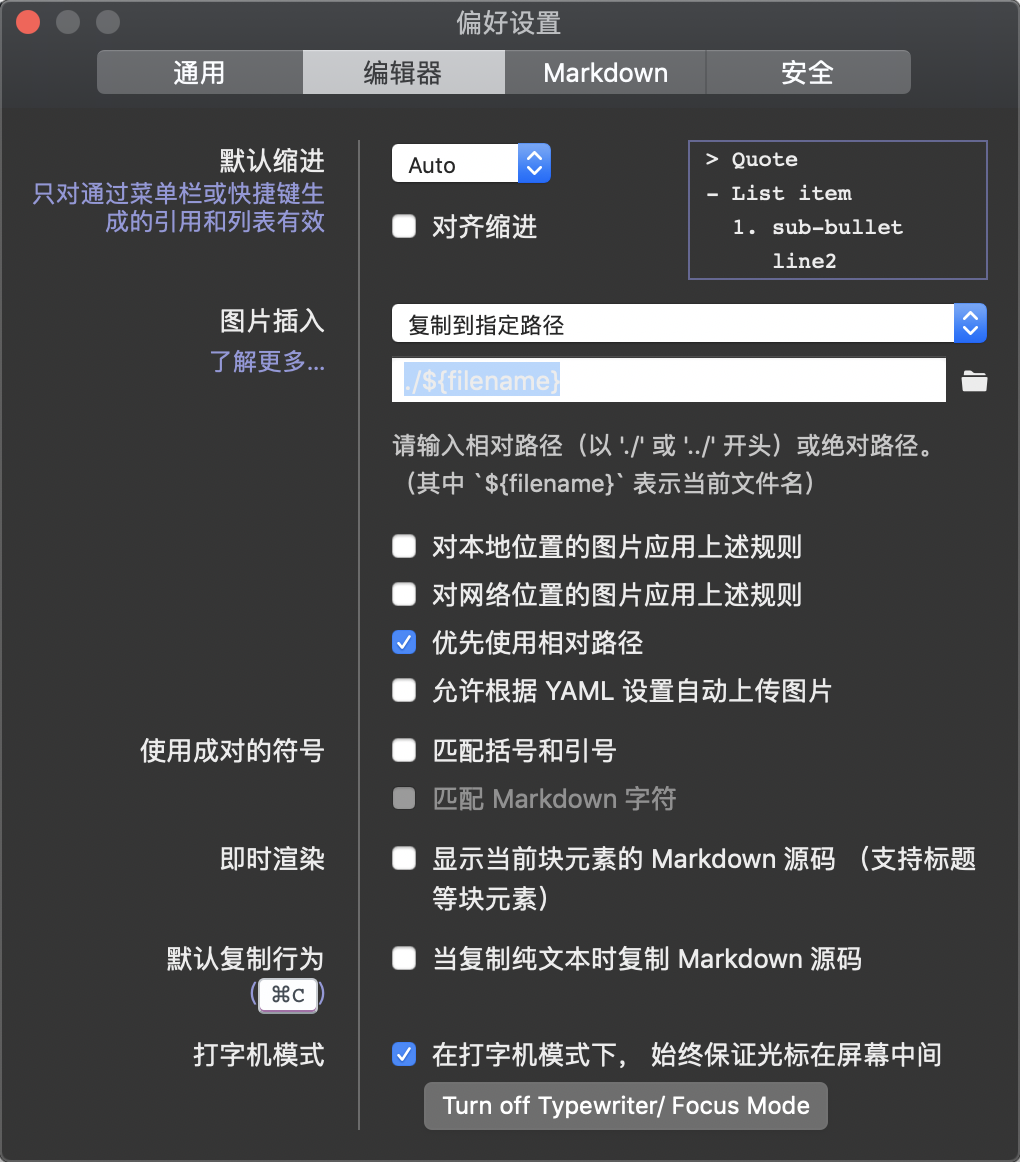 偏好设置
通用
编辑器
Markdown
安全
默认缩进
只对通过菜单栏或快捷键生
成的引用和列表有效
Auto
对齐缩进
> Quote
- List item
1. sub-bullet
line2
图片插入
了解更多...
复制到指定路径
./${filename}
请输入相对路径（以 './' 或 '../' 开头）或绝对路径。
（其中 `${filename}` 表示当前文件名）
对本地位置的图片应用上述规则
对网络位置的图片应用上述规则
优先使用相对路径
允许根据 YAML 设置自动上传图片
使用成对的符号
匹配括号和引号
匹配 Markdown 字符
即时渲染
显示当前块元素的 Markdown 源码 （支持标题
等块元素）
默认复制行为
(⌘C)
当复制纯文本时复制 Markdown 源码
打字机模式
在打字机模式下， 始终保证光标在屏幕中间
Turn off Typewriter/ Focus Mode